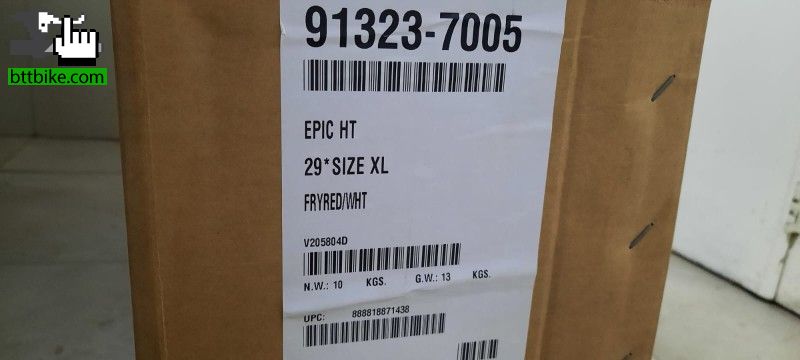 bttbike.com
91323-7005
EPIC HT
29*SIZE XL
FRYRED/WHT
V205804D
N.W.: 10 KGS. G.W.: 13 KGS.
UPC: 888818871438